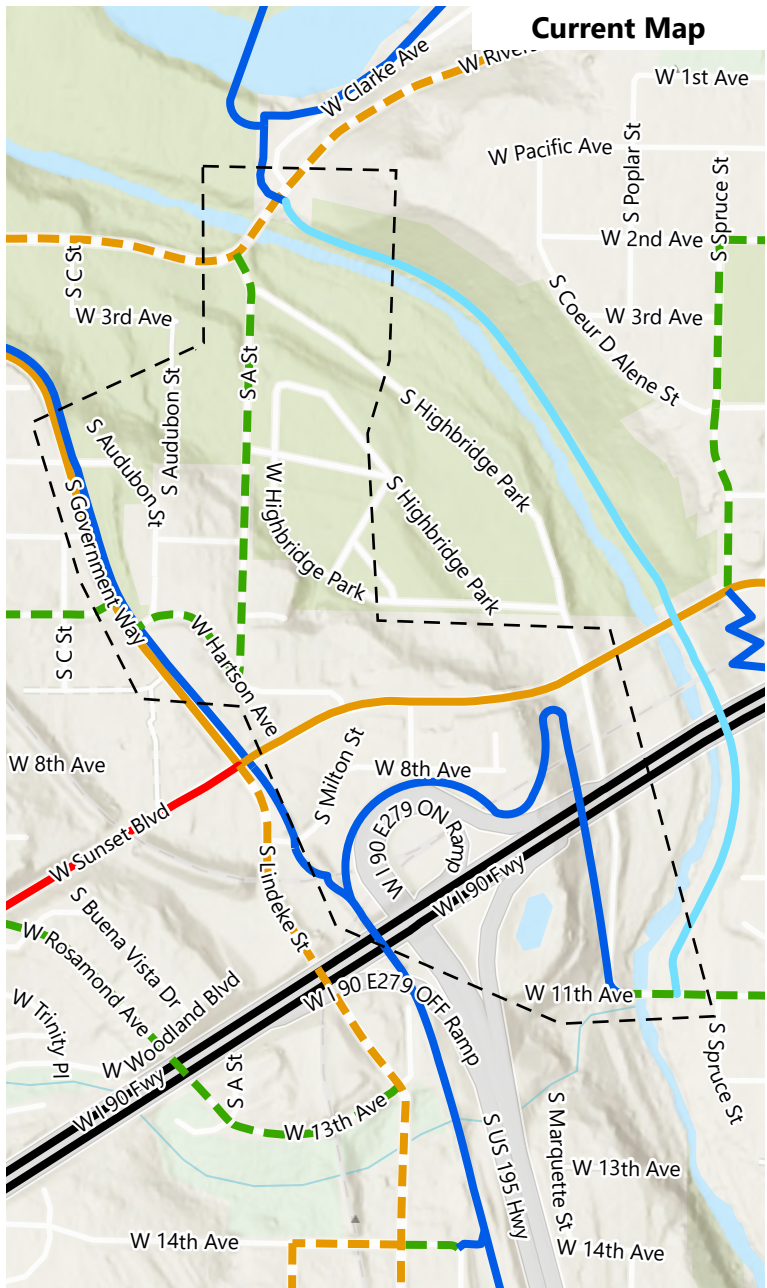 Current Map
W Clarke Ave
W Rivers
W 1st Ave
W Pacific Ave
S Poplar St
S Spruce St
W 2nd Ave
S C St
W 3rd Ave
S Coeur D Alene St
W 3rd Ave
S A St
S Audubon St
S Audubon St
S Highbridge Park
S Highbridge Park
W Highbridge Park
S Government Way
S C St
W Hartson Ave
W 8th Ave
S Milton St
W 8th Ave
W Sunset Blvd
W I 90 E279 ON Ramp
W I 90 Fwy
S Lindeke St
S Buena Vista Dr
W Rosamond Ave
W Woodland Blvd
W Trinity Pl
W I 90 E279 OFF Ramp
W 11th Ave
S Spruce St
W I 90 Fwy
S A St
W 13th Ave
S US 195 Hwy
S Marquette St
W 13th Ave
W 14th Ave
W 14th Ave